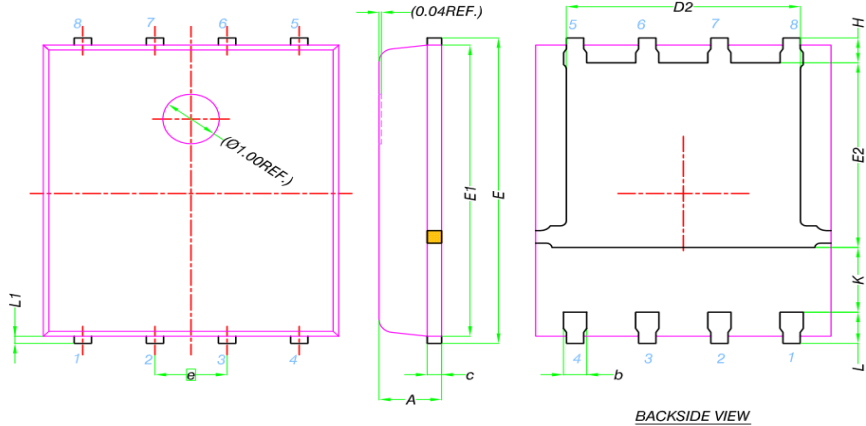 8 7 6 5
(Ø1.00REF.)
L1
1 2 3 4
e
(0.04REF.)
E1
E
c
A
D2
5 6 7 8
H
E2
K
L
4 3 2 1
b
BACKSIDE VIEW